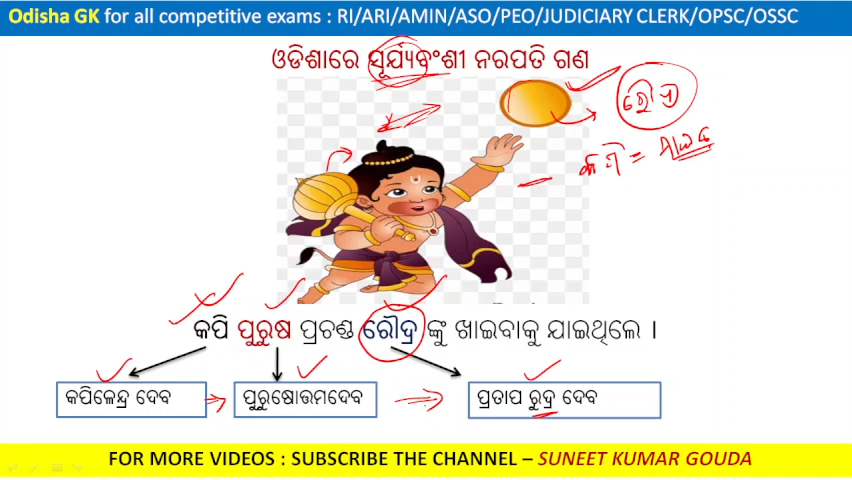 Odisha GK for all competitive exams : RI/ARI/AMIN/ASO/PEO/JUDICIARY CLERK/OPSC/OSSC
ଓଡିଶାରେ ସୂର୍ଯ୍ୟବଂଶୀ ନରପତି ଗଣ
କପି =
କପି ପୁରୁଷ ପ୍ରଚଣ୍ଡ ରୌଦ୍ର ଙ୍କୁ ଖାଇବାକୁ ଯାଇଥିଲେ ।
କପିଳେନ୍ଦ୍ର ଦେବ
ପୁରୁଷୋତ୍ତମଦେବ
ପ୍ରତାପ ରୁଦ୍ର ଦେବ
FOR MORE VIDEOS : SUBSCRIBE THE CHANNEL – SUNEET KUMAR GOUDA